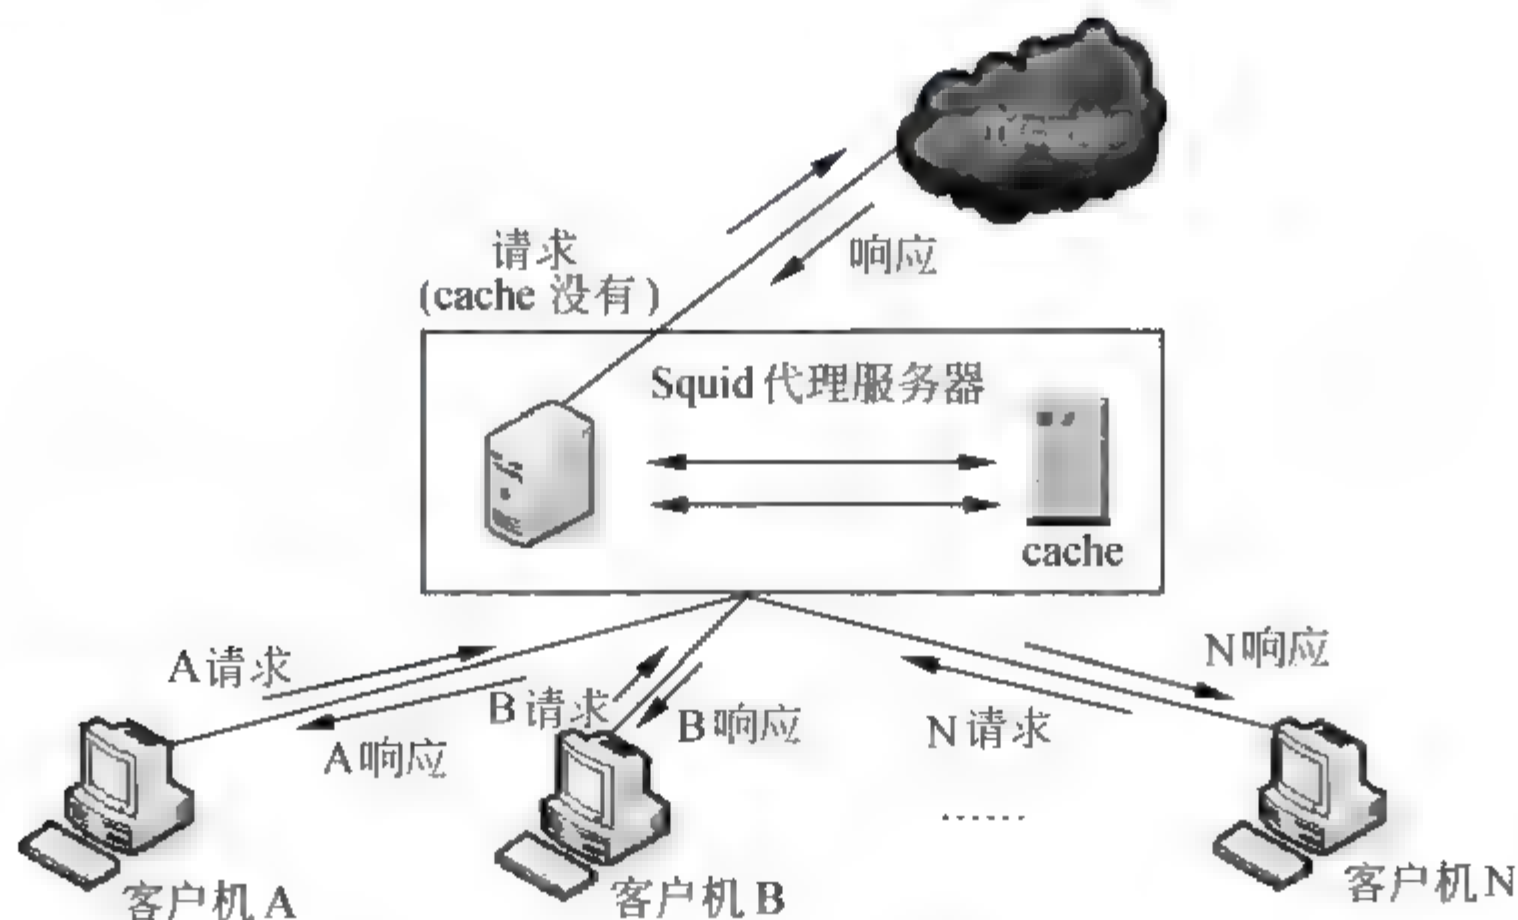 请求
(cache 没有)
响应
Squid 代理服务器
cache
A请求
A响应
B请求
B响应
N请求
N响应
......
客户机A
客户机B
客户机N